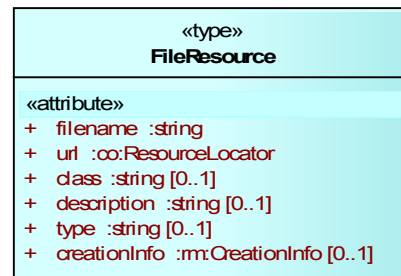 «type»
FileResource
«attribute»
+ filename :string
+ url :co:ResourceLocator
+ class :string [0..1]
+ description :string [0..1]
+ type :string [0..1]
+ creationInfo :rm:CreationInfo [0..1]